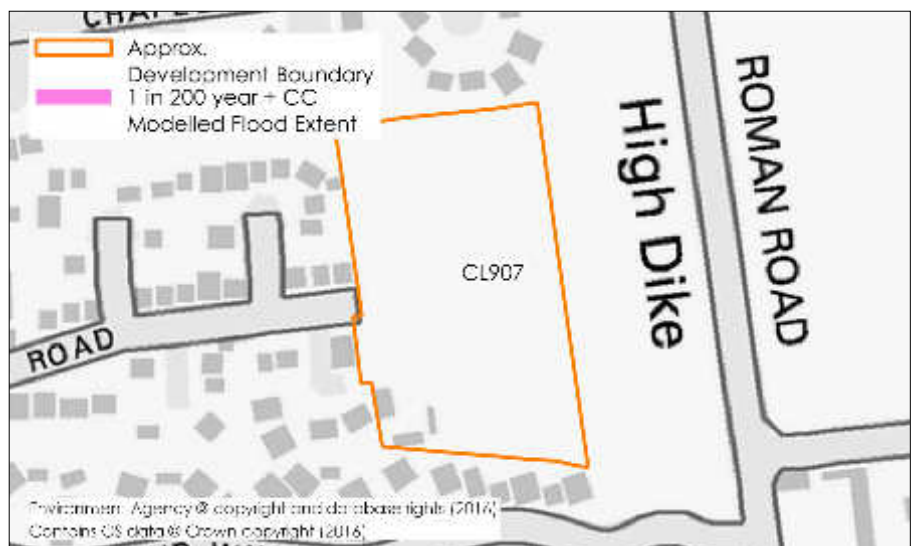 Approx.
Development Boundary
1 in 200 year + CC
Modelled Flood Extent
High Dike
ROMAN ROAD
CL907
ROAD
Environment Agency © copyright and database rights (2016)
Contains OS data © Crown copyright (2016)